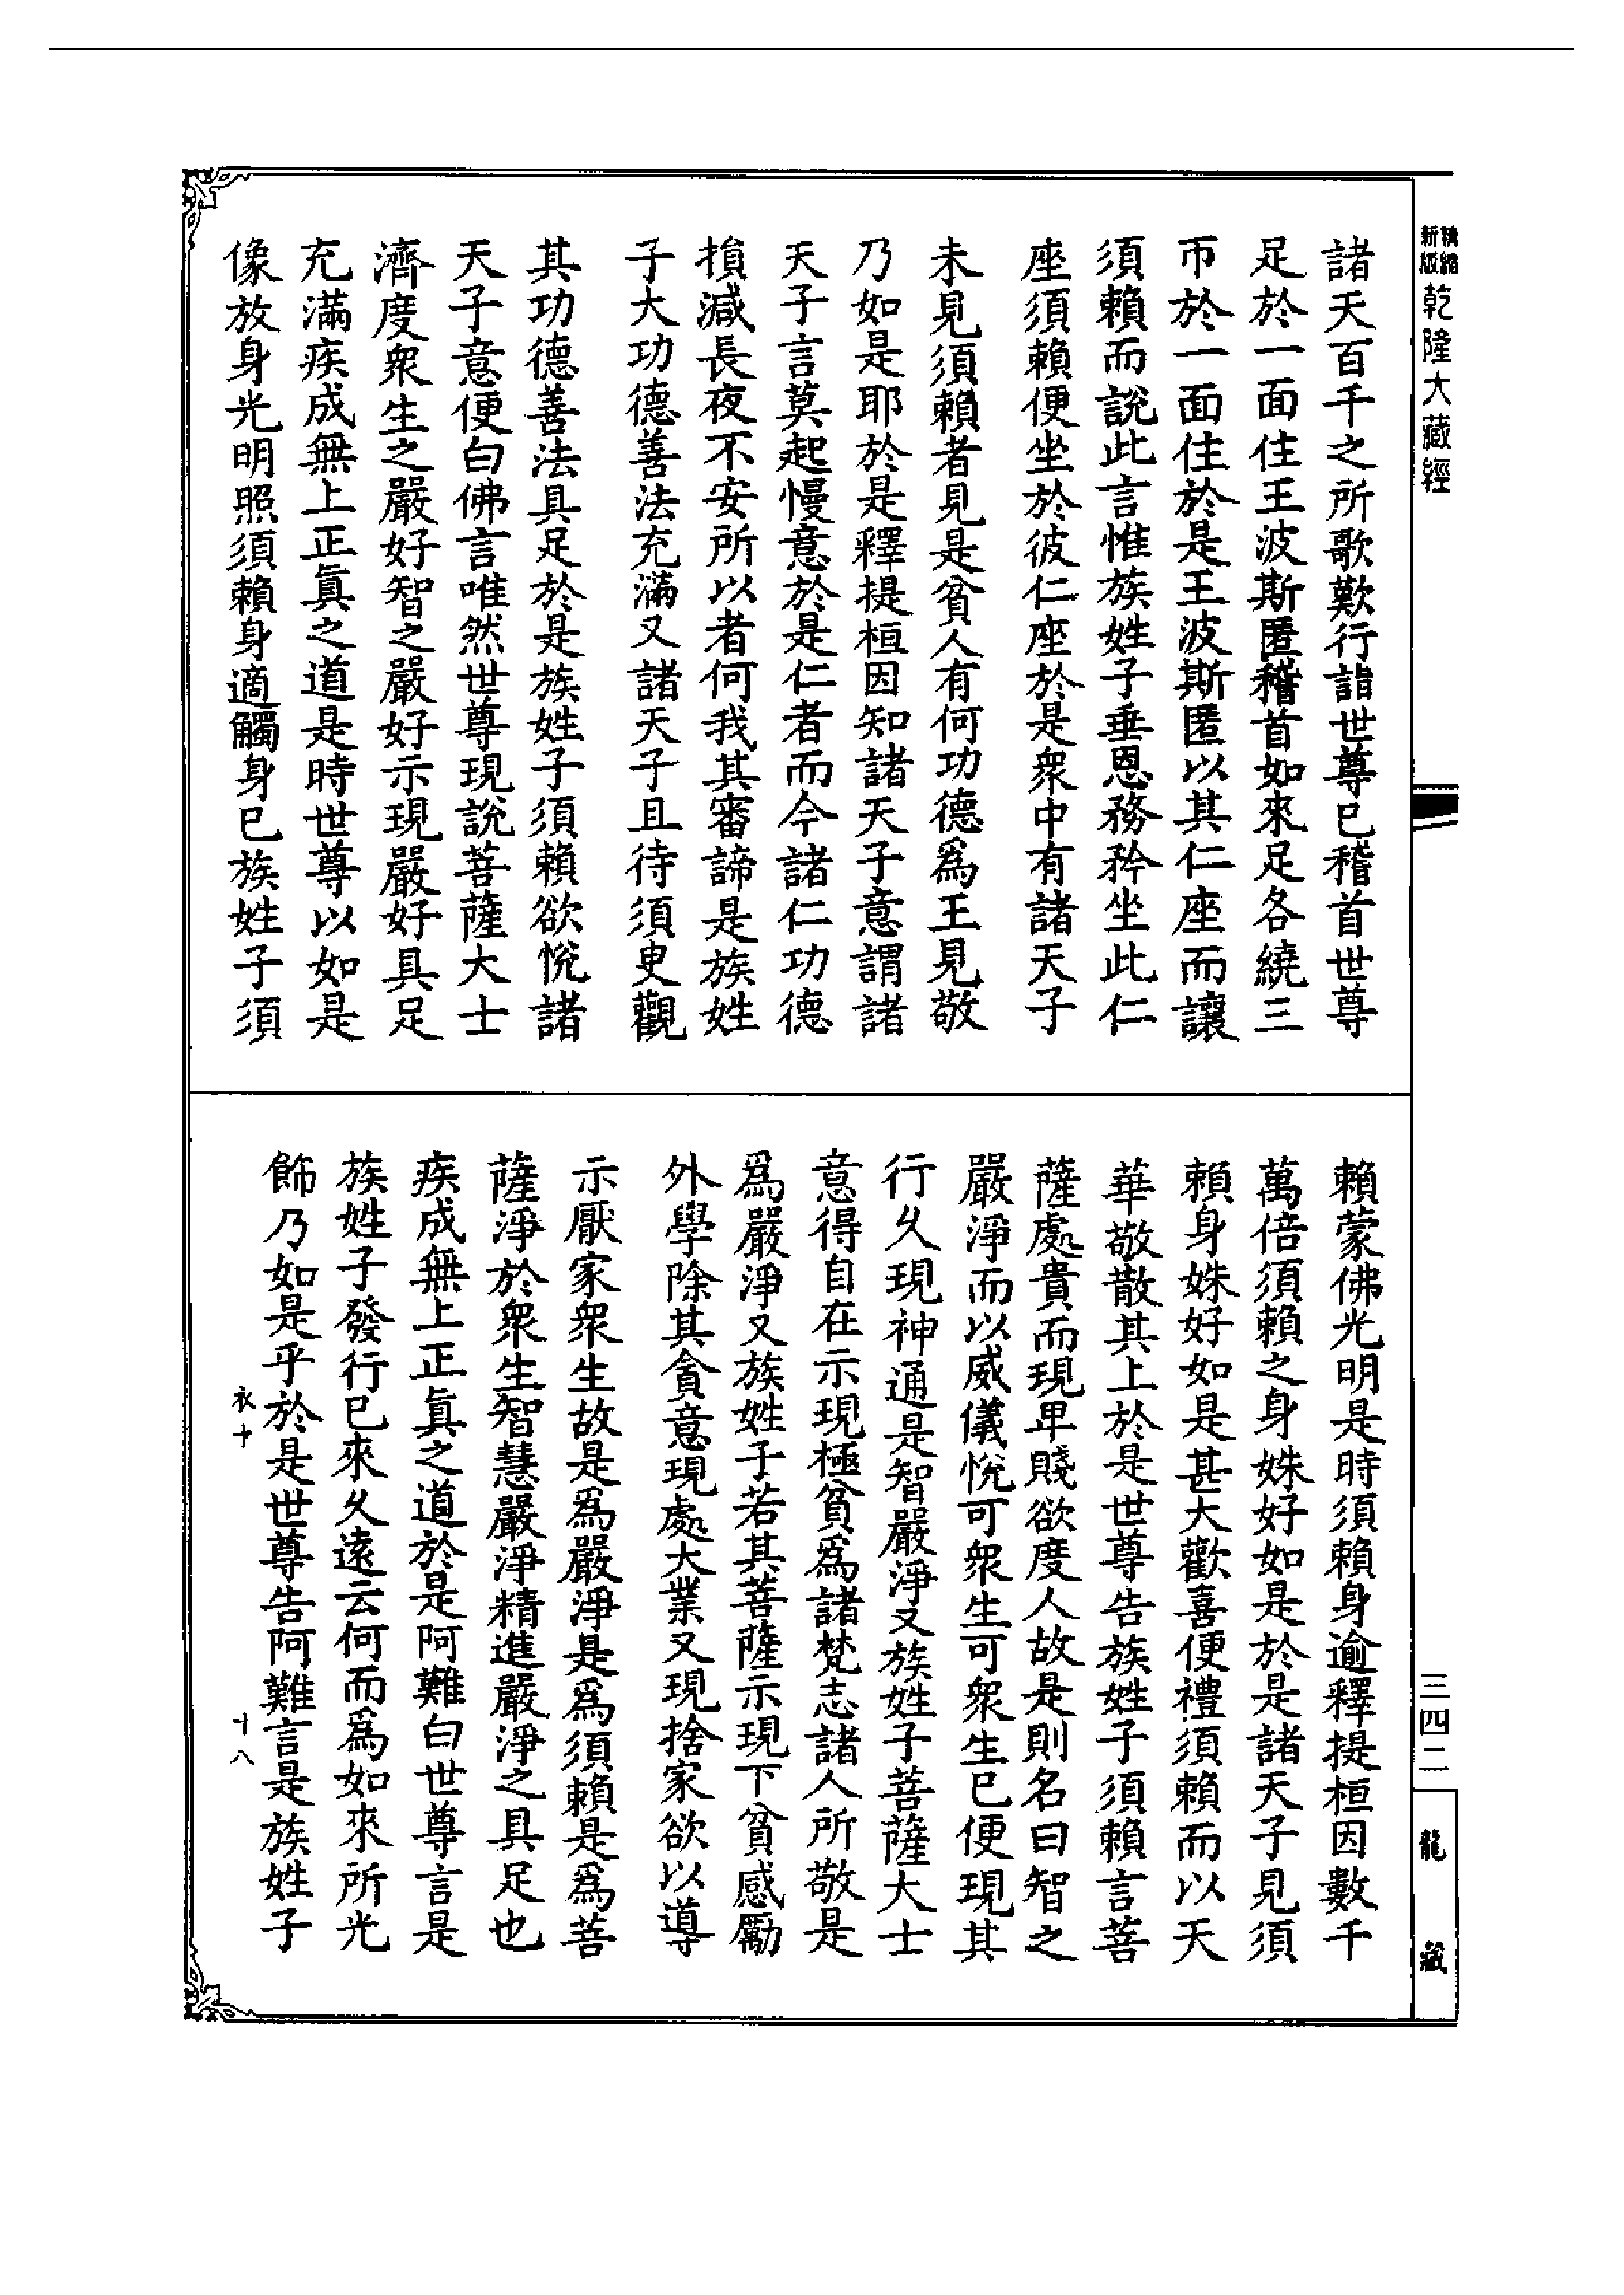 精縮新版
乾隆大藏經
諸天百千之所歌歎行詣世尊已稽首世尊
足於一面住王波斯匿稽首如來足各繞三
帀於一面住於是王波斯匿以其仁座而讓
須賴而說此言惟族姓子垂恩務矜坐此仁
座須賴便坐於彼仁座於是衆中有諸天子
未見須賴者見是貧人有何功德爲王見敬
乃如是耶於是釋提桓因知諸天子意謂諸
天子言莫起慢意於是仁者而今諸仁功德
損減長夜不安所以者何我其審諦是族姓
子大功德善法充滿又諸天子且待須臾觀
其功德善法具足於是族姓子須賴欲悅諸
天子意便白佛言唯然世尊現說菩薩大士
濟度衆生之嚴好智之嚴好示現嚴好具足
充滿疾成無上正眞之道是時世尊以如是
像放身光明照須賴身適觸身已族姓子須
賴蒙佛光明是時須賴身逾釋提桓因數千
萬倍須賴之身姝好如是於是諸天子見須
賴身姝好如是甚大歡喜便禮須賴而以天
華敬散其上於是世尊告族姓子須賴言菩
薩處貴而現卑賤欲度人故是則名曰智之
嚴淨而以威儀悅可衆生可衆生已便現其
行久現神通是智嚴淨又族姓子菩薩大士
意得自在示現極貧爲諸梵志諸人所敬是
爲嚴淨又族姓子若其菩薩示現下貧感勵
外學除其貪意現處大業又現捨家欲以導
示厭家衆生故是爲嚴淨是爲須賴是爲菩
薩淨於衆生智慧嚴淨精進嚴淨之具足也
疾成無上正眞之道於是阿難白世尊言是
族姓子發行已來久遠云何而爲如來所光
飾乃如是乎於是世尊告阿難言是族姓子
衣十 十八
三四二
龍藏